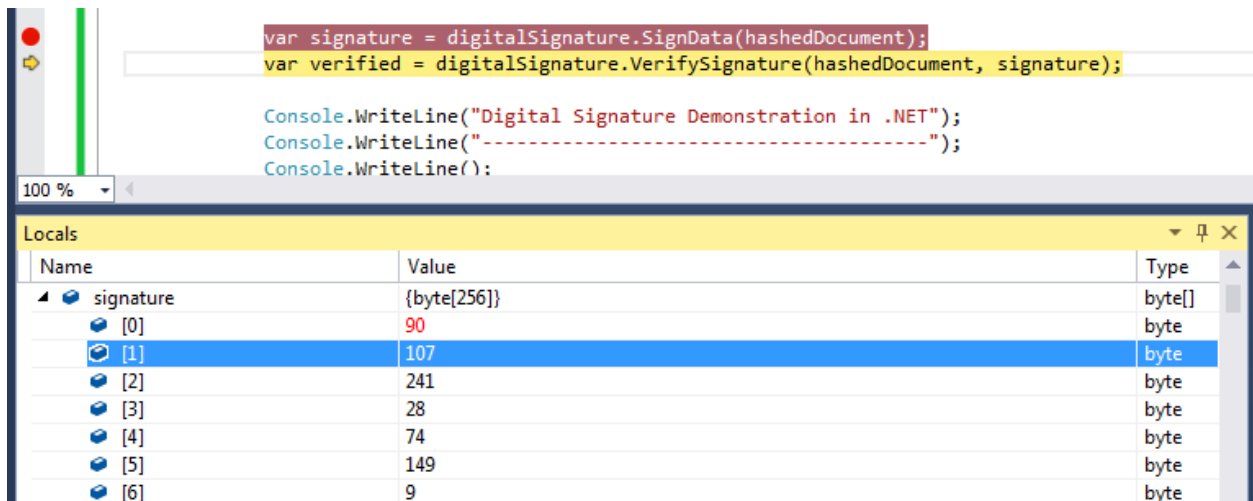 var signature = digitalSignature.SignData(hashedDocument);
var verified = digitalSignature.VerifySignature(hashedDocument, signature);
Console.WriteLine("Digital Signature Demonstration in .NET");
Console.WriteLine("---------------------------------------");
Console.WriteLine();
100 %
Locals
Name Value Type
signature {byte[256]} byte[]
[0] 90 byte
[1] 107 byte
[2] 241 byte
[3] 28 byte
[4] 74 byte
[5] 149 byte
[6] 9 byte